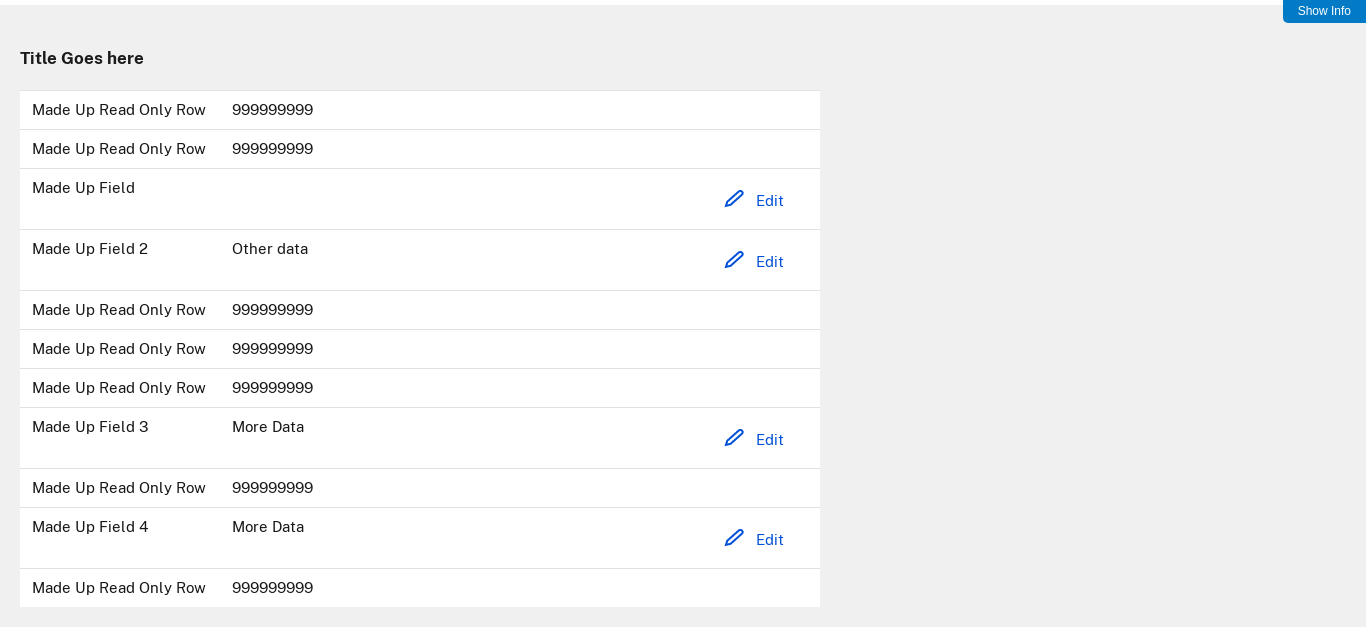 Show Info
Title Goes here
Made Up Read Only Row 999999999
Made Up Read Only Row 999999999
Made Up Field Edit
Made Up Field 2 Other data Edit
Made Up Read Only Row 999999999
Made Up Read Only Row 999999999
Made Up Read Only Row 999999999
Made Up Field 3 More Data Edit
Made Up Read Only Row 999999999
Made Up Field 4 More Data Edit
Made Up Read Only Row 999999999